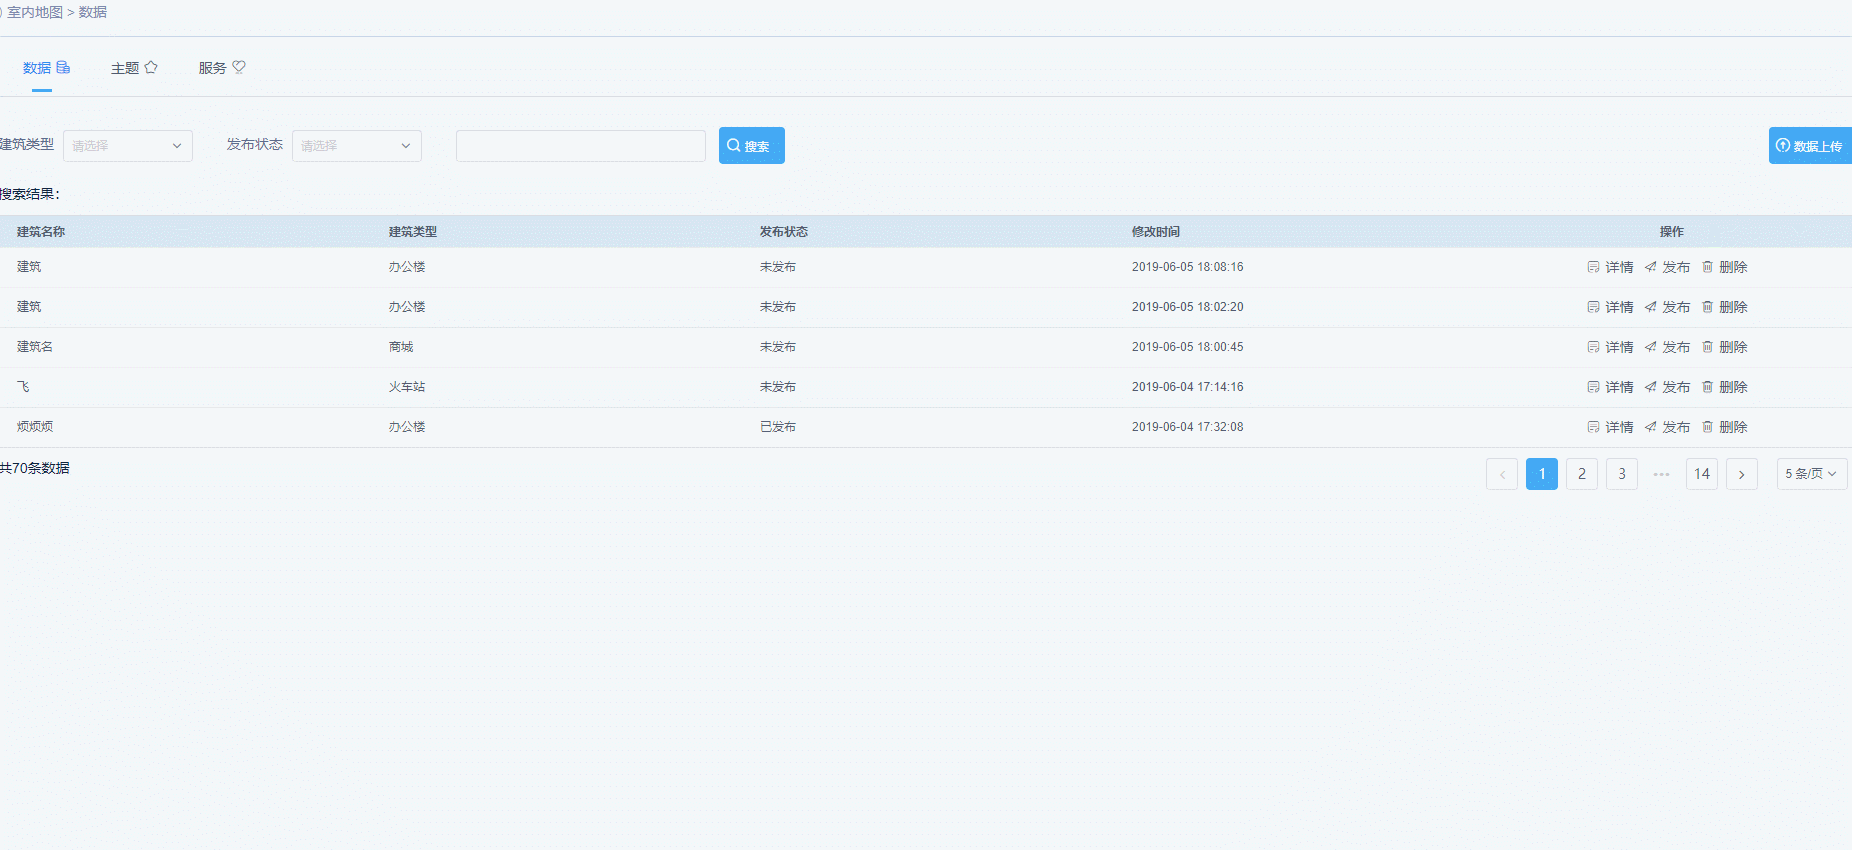 室内地图 > 数据
数据 主题 服务
建筑类型 请选择 发布状态 请选择 搜索 数据上传
搜索结果:
建筑名称 建筑类型 发布状态 修改时间 操作
建筑 办公楼 未发布 2019-06-05 18:08:16 详情 发布 删除
建筑 办公楼 未发布 2019-06-05 18:02:20 详情 发布 删除
建筑名 商城 未发布 2019-06-05 18:00:45 详情 发布 删除
飞 火车站 未发布 2019-06-04 17:14:16 详情 发布 删除
烦烦烦 办公楼 已发布 2019-06-04 17:32:08 详情 发布 删除
共70条数据 < 1 2 3 ••• 14 > 5 条/页